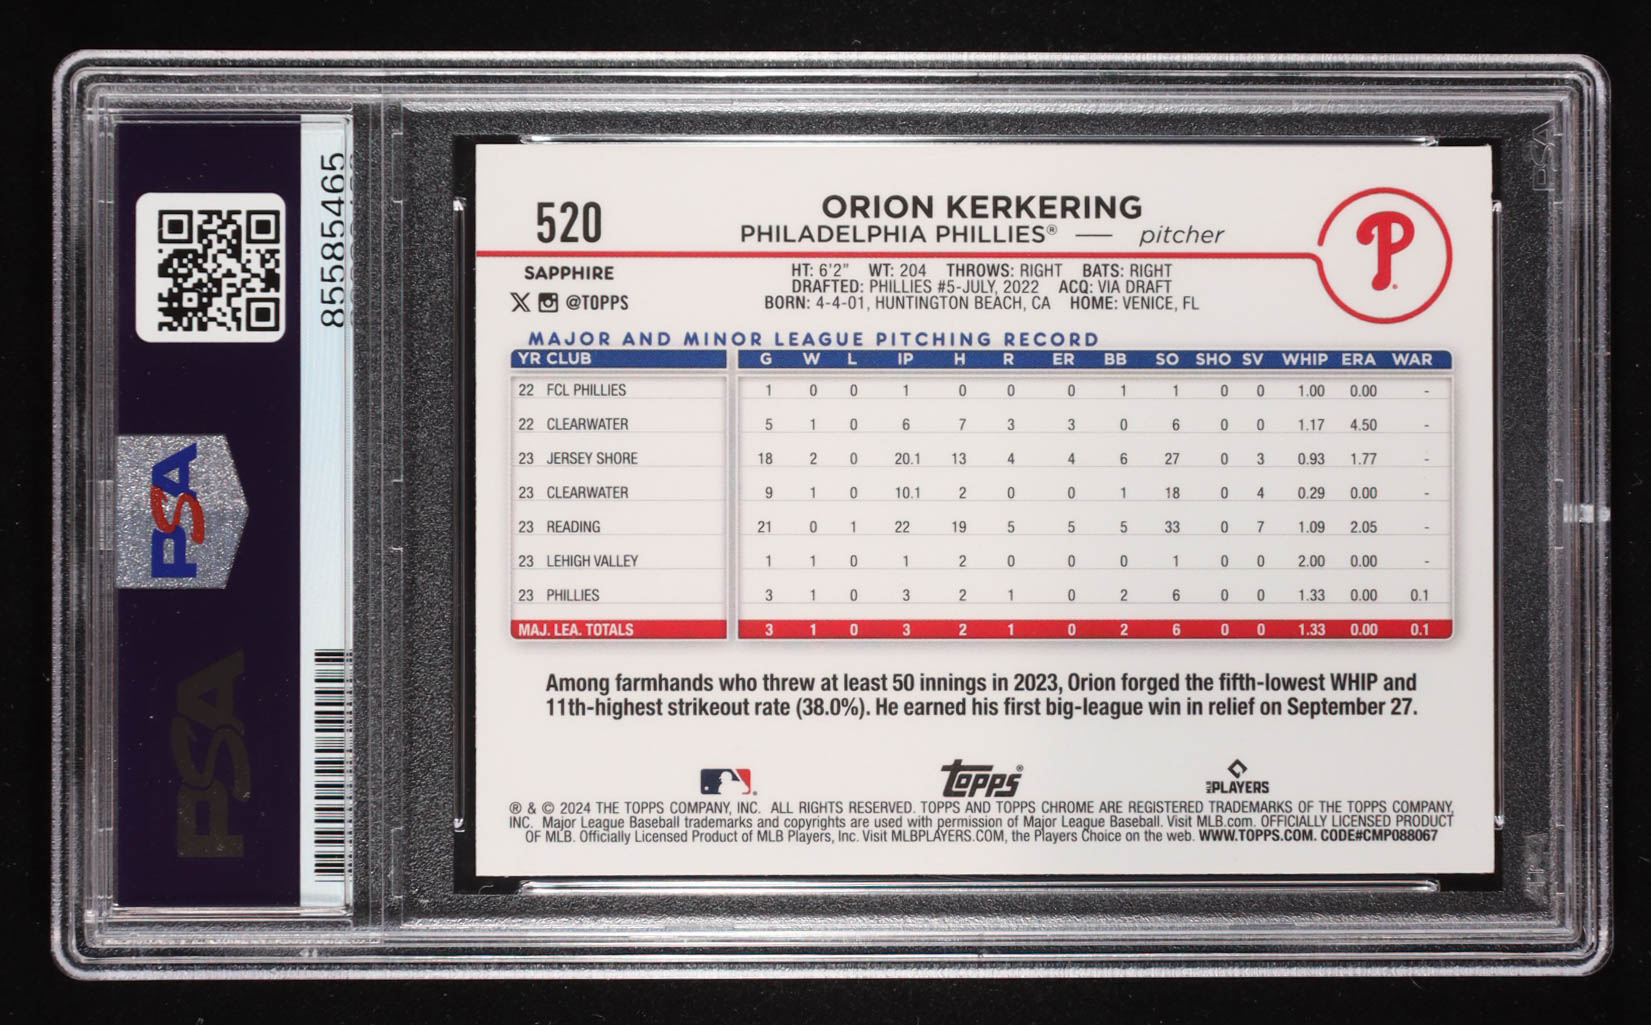 85585465
PSA
PSA
PSA
520
ORION KERKERING
PHILADELPHIA PHILLIES® — pitcher
P
SAPPHIRE
@TOPPS
HT: 6'2" WT: 204 THROWS: RIGHT BATS: RIGHT
DRAFTED: PHILLIES #5-JULY, 2022 ACQ: VIA DRAFT
BORN: 4-4-01, HUNTINGTON BEACH, CA HOME: VENICE, FL
MAJOR AND MINOR LEAGUE PITCHING RECORD
YR CLUB G W L IP H R ER BB SO SHO SV WHIP ERA WAR
22 FCL PHILLIES 1 0 0 1 0 0 0 1 1 0 0 1.00 0.00 -
22 CLEARWATER 5 1 0 6 7 3 3 0 6 0 0 1.17 4.50 -
23 JERSEY SHORE 18 2 0 20.1 13 4 4 6 27 0 3 0.93 1.77 -
23 CLEARWATER 9 1 0 10.1 2 0 0 1 18 0 4 0.29 0.00 -
23 READING 21 0 1 22 19 5 5 5 33 0 7 1.09 2.05 -
23 LEHIGH VALLEY 1 1 0 1 2 0 0 0 1 0 0 2.00 0.00 -
23 PHILLIES 3 1 0 3 2 1 0 2 6 0 0 1.33 0.00 0.1
MAJ. LEA. TOTALS 3 1 0 3 2 1 0 2 6 0 0 1.33 0.00 0.1
Among farmhands who threw at least 50 innings in 2023, Orion forged the fifth-lowest WHIP and
11th-highest strikeout rate (38.0%). He earned his first big-league win in relief on September 27.
Topps®
MLB PLAYERS
® & © 2024 THE TOPPS COMPANY, INC. ALL RIGHTS RESERVED. TOPPS AND TOPPS CHROME ARE REGISTERED TRADEMARKS OF THE TOPPS COMPANY,
INC. Major League Baseball trademarks and copyrights are used with permission of Major League Baseball. Visit MLB.com. OFFICIALLY LICENSED PRODUCT
OF MLB. Officially Licensed Product of MLB Players, Inc. Visit MLBPLAYERS.COM, the Players Choice on the web. WWW.TOPPS.COM. CODE#CMP088067